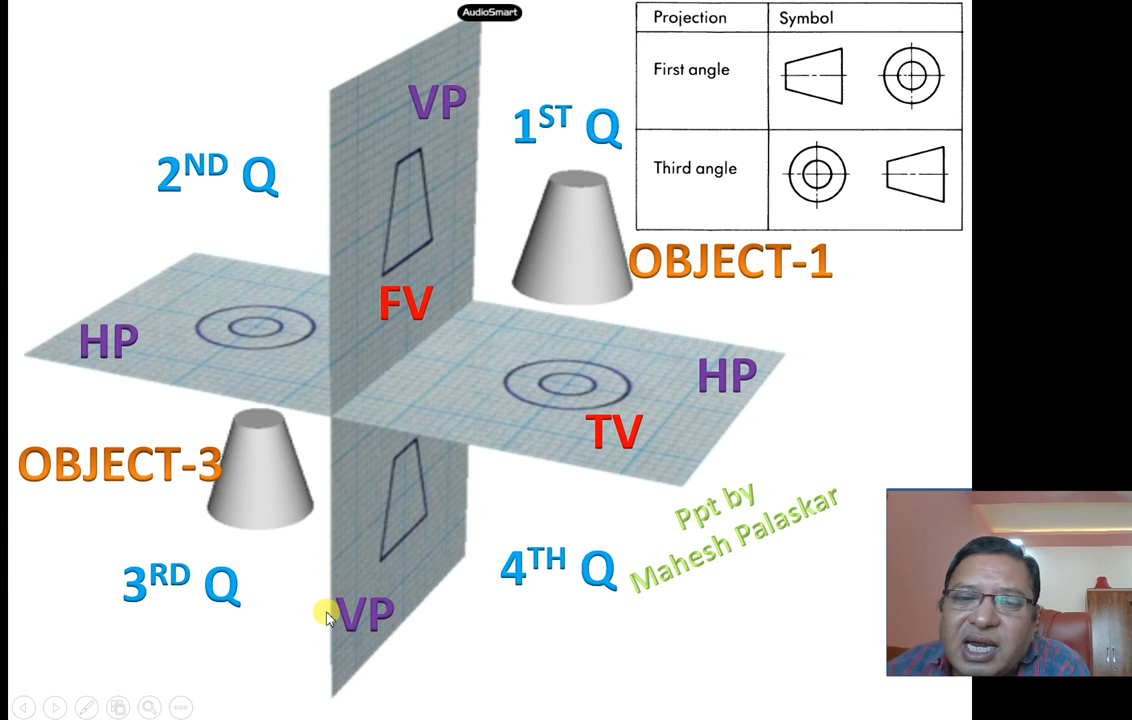 AudioSmart
Projection Symbol
First angle
Third angle
VP
1ST Q
2ND Q
OBJECT-1
FV
HP
HP
TV
OBJECT-3
Ppt by
Mahesh Palaskar
3RD Q
4TH Q
VP